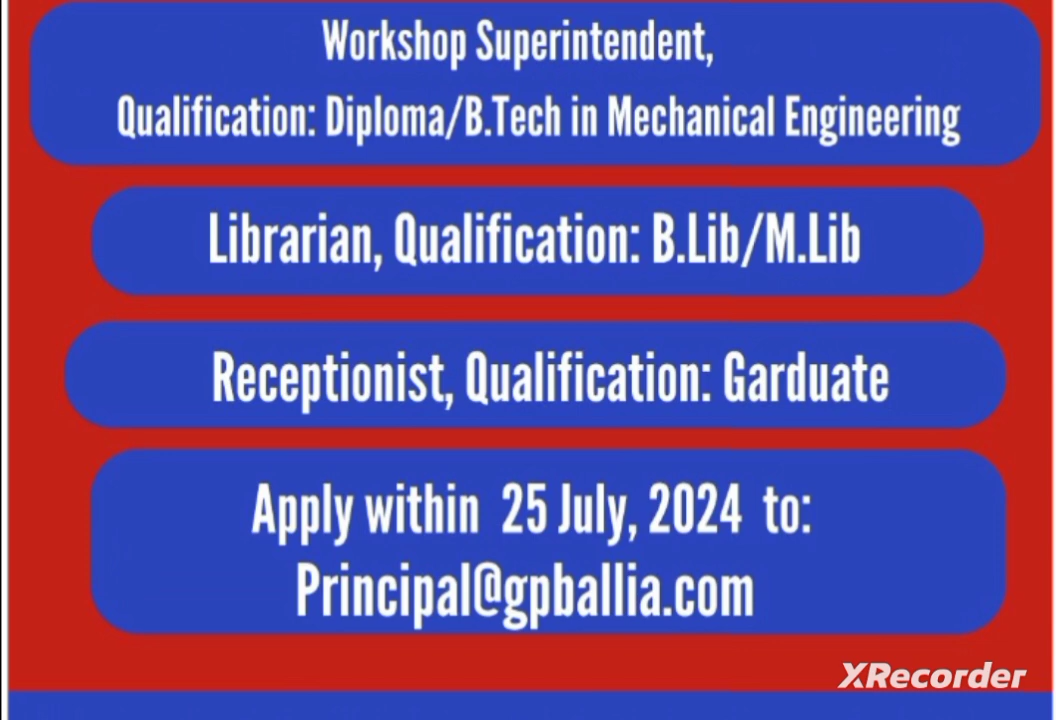 Workshop Superintendent,
Qualification: Diploma/B.Tech in Mechanical Engineering
Librarian, Qualification: B.Lib/M.Lib
Receptionist, Qualification: Garduate
Apply within 25 July, 2024 to:
Principal@gpballia.com
XRecorder